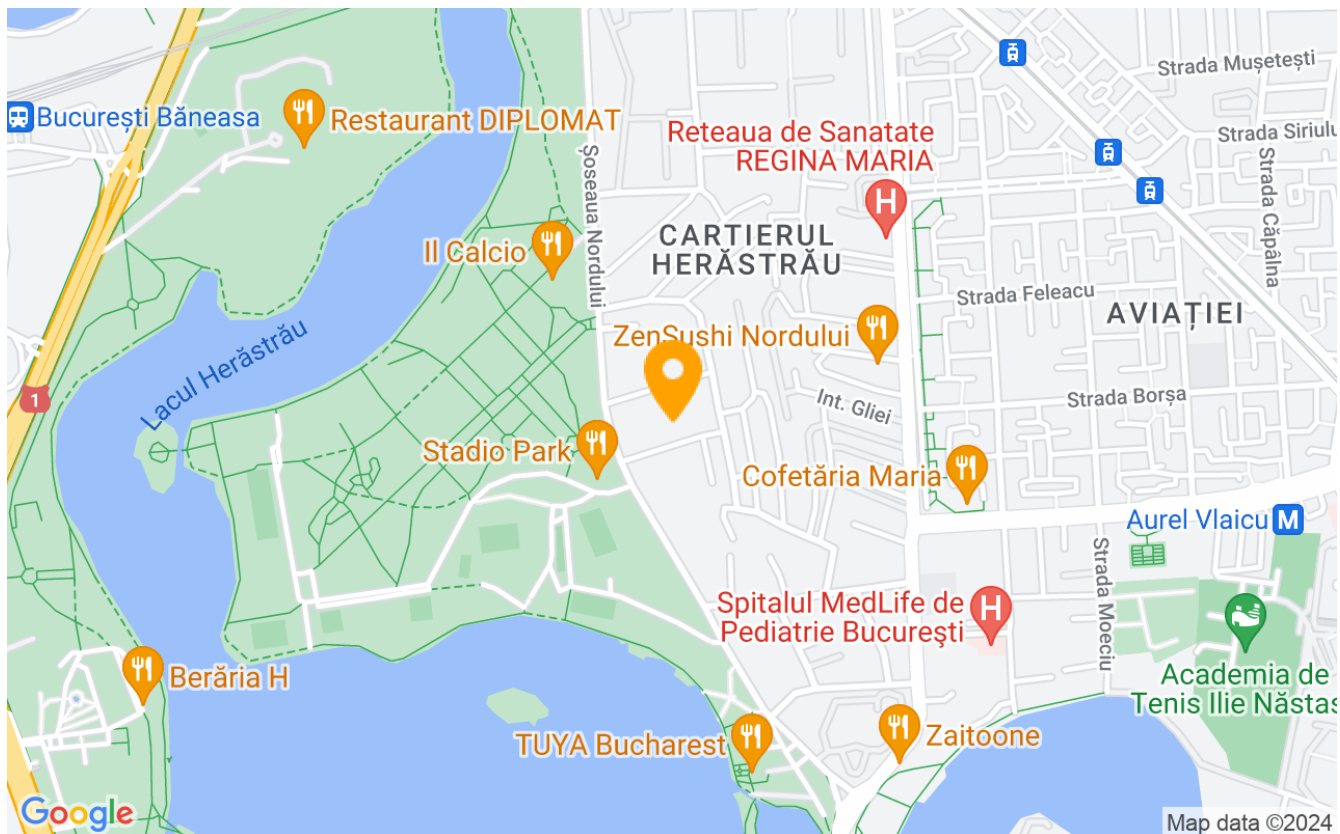 Strada Mușetești
București Băneasa
Restaurant DIPLOMAT
Reteaua de Sanatate
REGINA MARIA
Strada Siriulu
Strada Căpâlna
Șoseaua Nordului
Il Calcio
CARTIERUL
HERĂSTRĂU
Strada Feleacu
AVIAȚIEI
ZenSushi Nordului
Lacul Herăstrău
1
Int. Gliei
Strada Borșa
Stadio Park
Cofetăria Maria
Aurel Vlaicu
M
Strada Moeciu
H
H
Spitalul MedLife de
Pediatrie Bucureşti
Berăria H
Academia de
Tenis Ilie Năstas
TUYA Bucharest
Zaitoone
Google
Map data ©2024